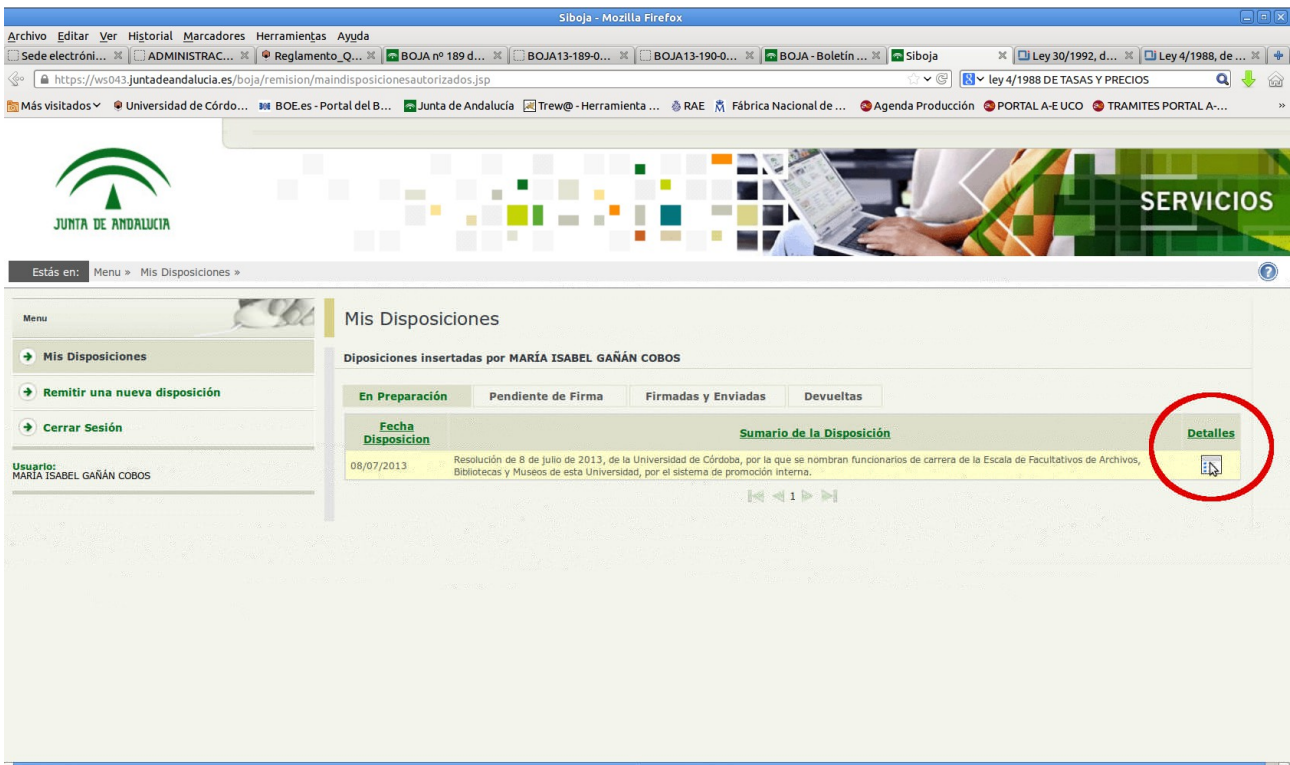 Siboja - Mozilla Firefox
Archivo Editar Ver Historial Marcadores Herramientas Ayuda
Sede electróni... ADMINISTRAC... Reglamento_Q... BOJA nº 189 d... BOJA13-189-0... BOJA13-190-0... BOJA - Boletín ... Siboja Ley 30/1992, d... Ley 4/1988, de ...
https://ws043.juntadeandalucia.es/boja/remision/maindisposicionesautorizados.jsp ley 4/1988 DE TASAS Y PRECIOS
Más visitados Universidad de Córdo... BOE.es - Portal del B... Junta de Andalucía Trew@ - Herramienta ... RAE Fábrica Nacional de ... Agenda Producción PORTAL A-E UCO TRAMITES PORTAL A-... »
JUNTA DE ANDALUCIA
SERVICIOS
Estás en: Menu » Mis Disposiciones »
Menu
Mis Disposiciones
Remitir una nueva disposición
Cerrar Sesión
Usuario:
MARÍA ISABEL GAÑÁN COBOS
Mis Disposiciones
Diposiciones insertadas por MARÍA ISABEL GAÑÁN COBOS
En Preparación Pendiente de Firma Firmadas y Enviadas Devueltas
Fecha Disposicion Sumario de la Disposición Detalles
08/07/2013 Resolución de 8 de julio de 2013, de la Universidad de Córdoba, por la que se nombran funcionarios de carrera de la Escala de Facultativos de Archivos,
Bibliotecas y Museos de esta Universidad, por el sistema de promoción interna.
1